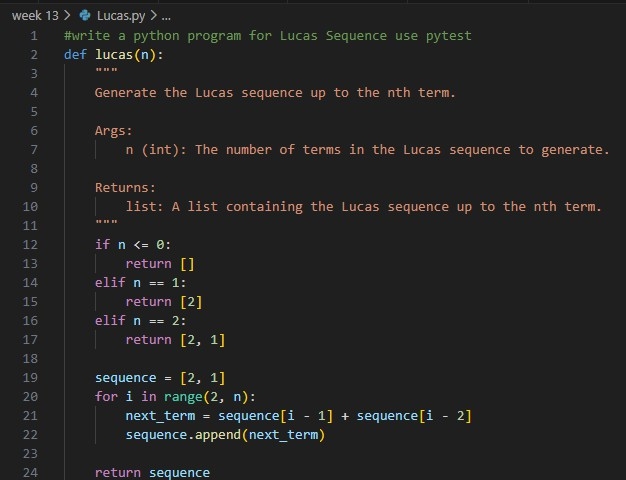 week 13 > Lucas.py > ...
1 #write a python program for Lucas Sequence use pytest
2 def lucas(n):
3     """
4     Generate the Lucas sequence up to the nth term.
5
6     Args:
7         n (int): The number of terms in the Lucas sequence to generate.
8
9     Returns:
10         list: A list containing the Lucas sequence up to the nth term.
11     """
12     if n <= 0:
13         return []
14     elif n == 1:
15         return [2]
16     elif n == 2:
17         return [2, 1]
18
19     sequence = [2, 1]
20     for i in range(2, n):
21         next_term = sequence[i - 1] + sequence[i - 2]
22         sequence.append(next_term)
23
24     return sequence